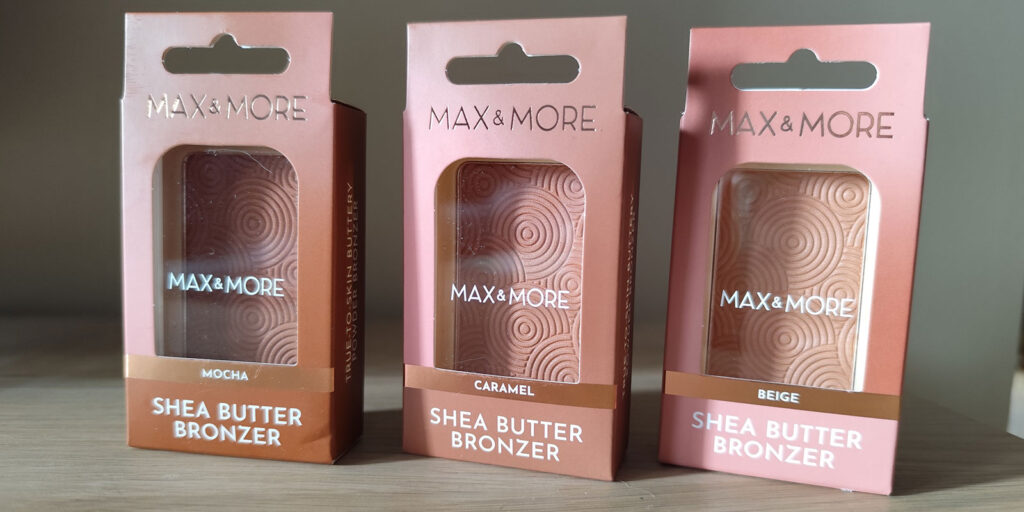 MAX & MORE
MAX&MORE
MOCHA
SHEA BUTTER
BRONZER
TRUE-TO-SKIN BUTTERY
POWDER BRONZER
MAX & MORE
MAX&MORE
CARAMEL
SHEA BUTTER
BRONZER
MAX & MORE
MAX&MORE
BEIGE
SHEA BUTTER
BRONZER